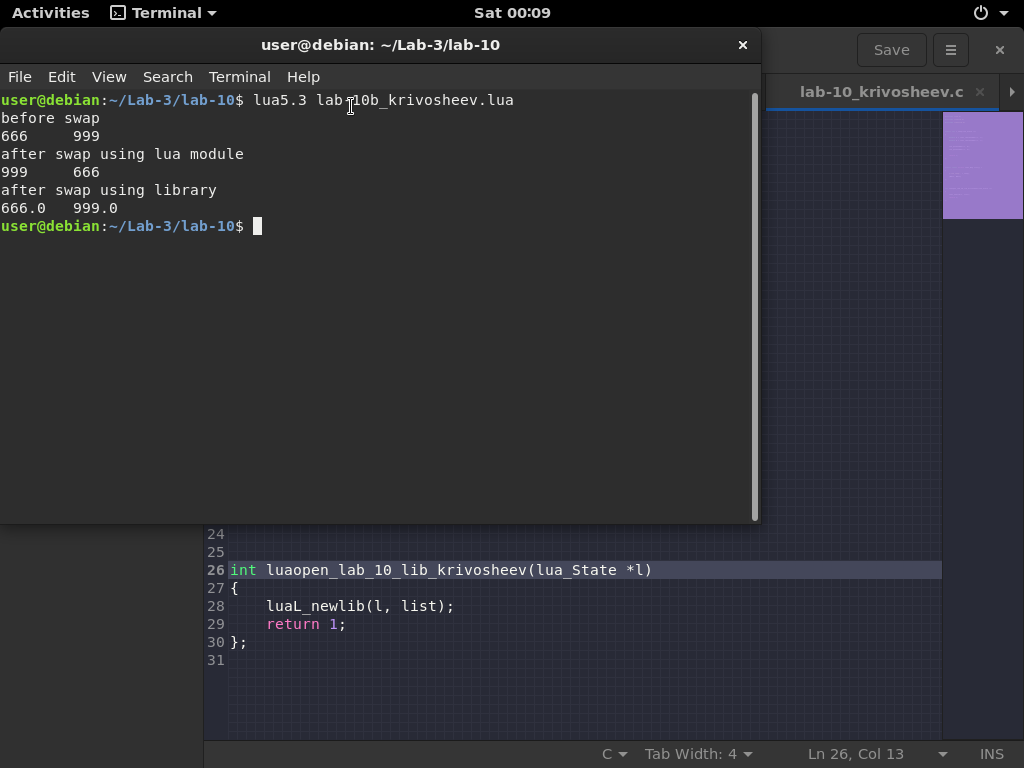 Activities Terminal Sat 00:09
user@debian: ~/Lab-3/lab-10 ×
Save ≡ ×
File Edit View Search Terminal Help
lab-10_krivosheev.c ×
user@debian:~/Lab-3/lab-10$ lua5.3 lab-10b_krivosheev.lua
before swap
666     999
after swap using lua module
999     666
after swap using library
666.0   999.0
user@debian:~/Lab-3/lab-10$
24
25
26 int luaopen_lab_10_lib_krivosheev(lua_State *l)
27 {
28     luaL_newlib(l, list);
29     return 1;
30 };
31
C Tab Width: 4 Ln 26, Col 13 INS